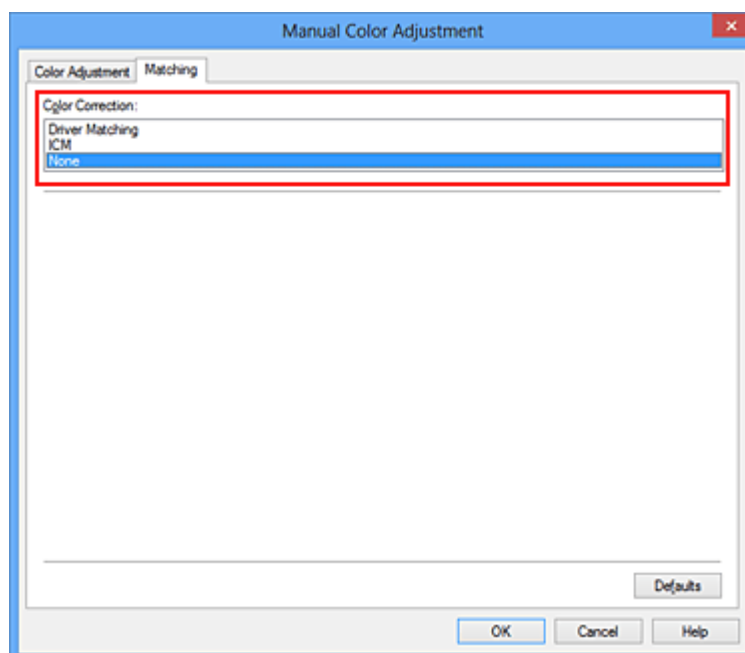 Manual Color Adjustment
Color Adjustment Matching
Color Correction:
Driver Matching
ICM
None
Defaults
OK Cancel Help